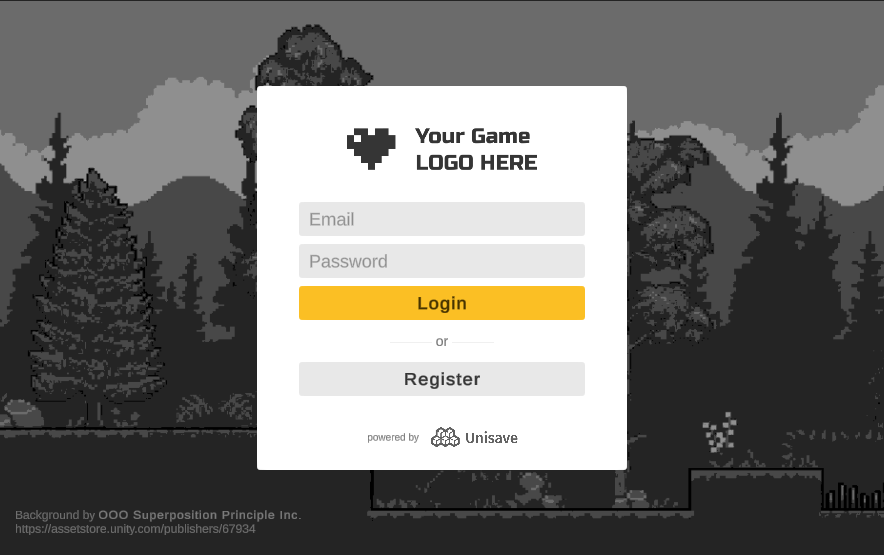 Your Game
LOGO HERE
Email
Password
Login
or
Register
powered by Unisave
Background by OOO Superposition Principle Inc.
https://assetstore.unity.com/publishers/67934